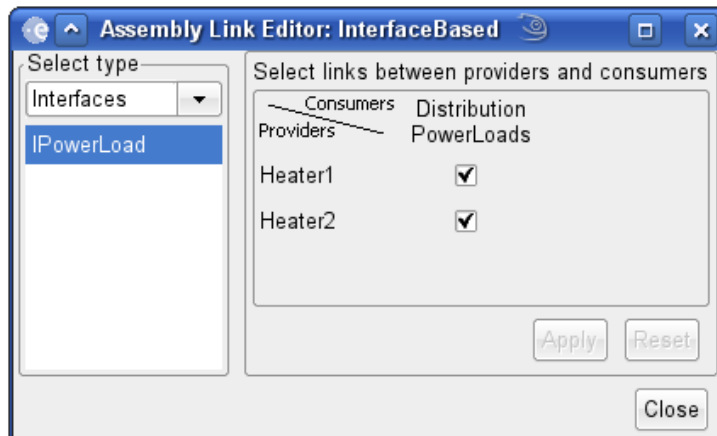 Assembly Link Editor: InterfaceBased
Select type
Interfaces
IPowerLoad
Select links between providers and consumers
Consumers
Providers
Distribution
PowerLoads
Heater1
Heater2
Apply
Reset
Close